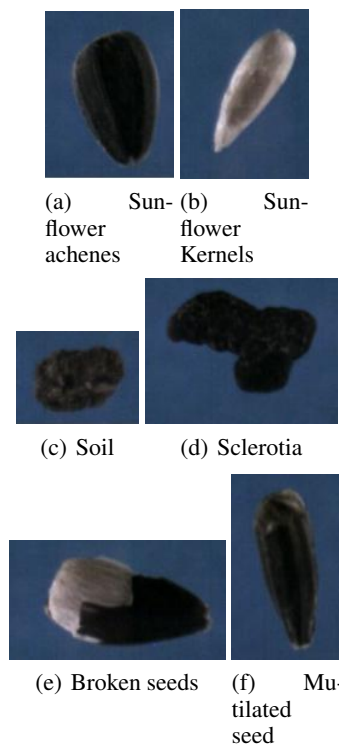 (a) Sun-
flower
achenes
(b) Sun-
flower
Kernels
(c) Soil
(d) Sclerotia
(e) Broken seeds
(f) Mu-
tilated
seed